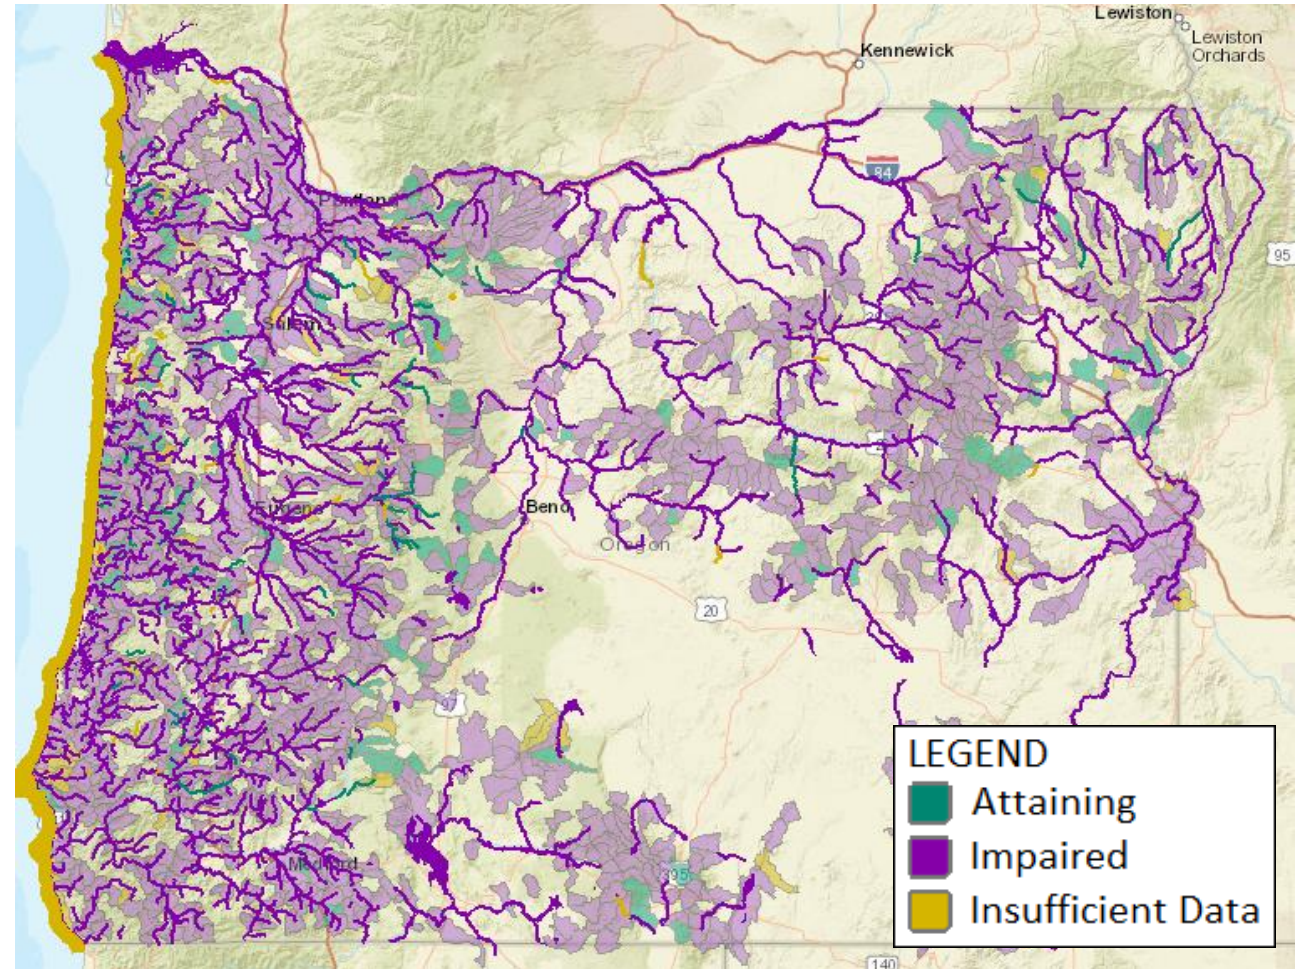 Lewiston
Lewiston
Orchards
Kennewick
84
Portland
95
Salem
Eugene
Bend
Oregon
20
97
LEGEND
Attaining
Impaired
Insufficient Data
Medford
95
140